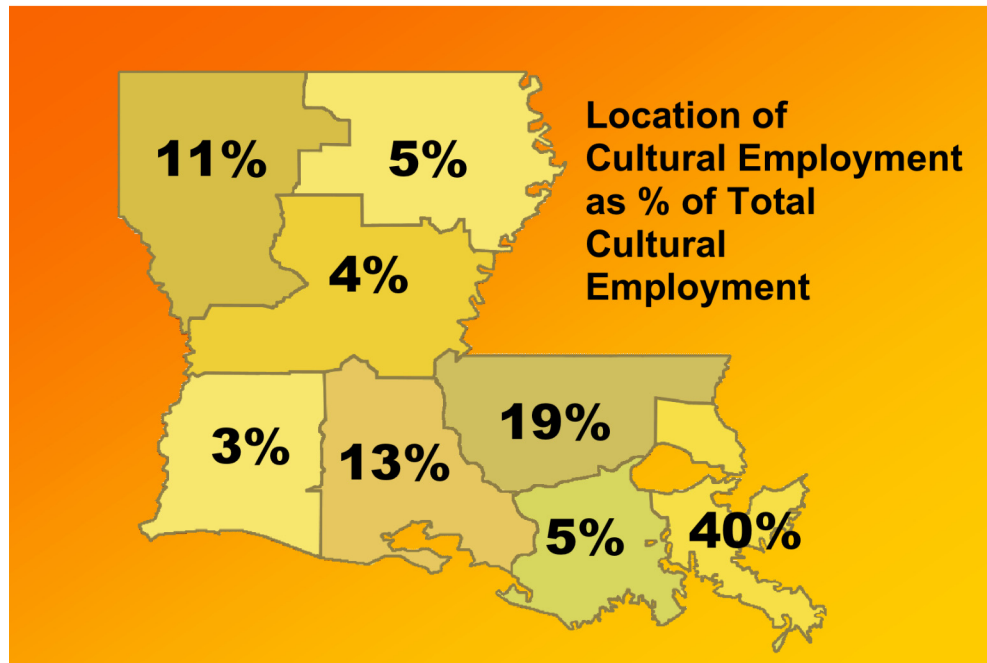 Location of
Cultural Employment
as % of Total
Cultural
Employment
11%
5%
4%
3%
13%
19%
5%
40%